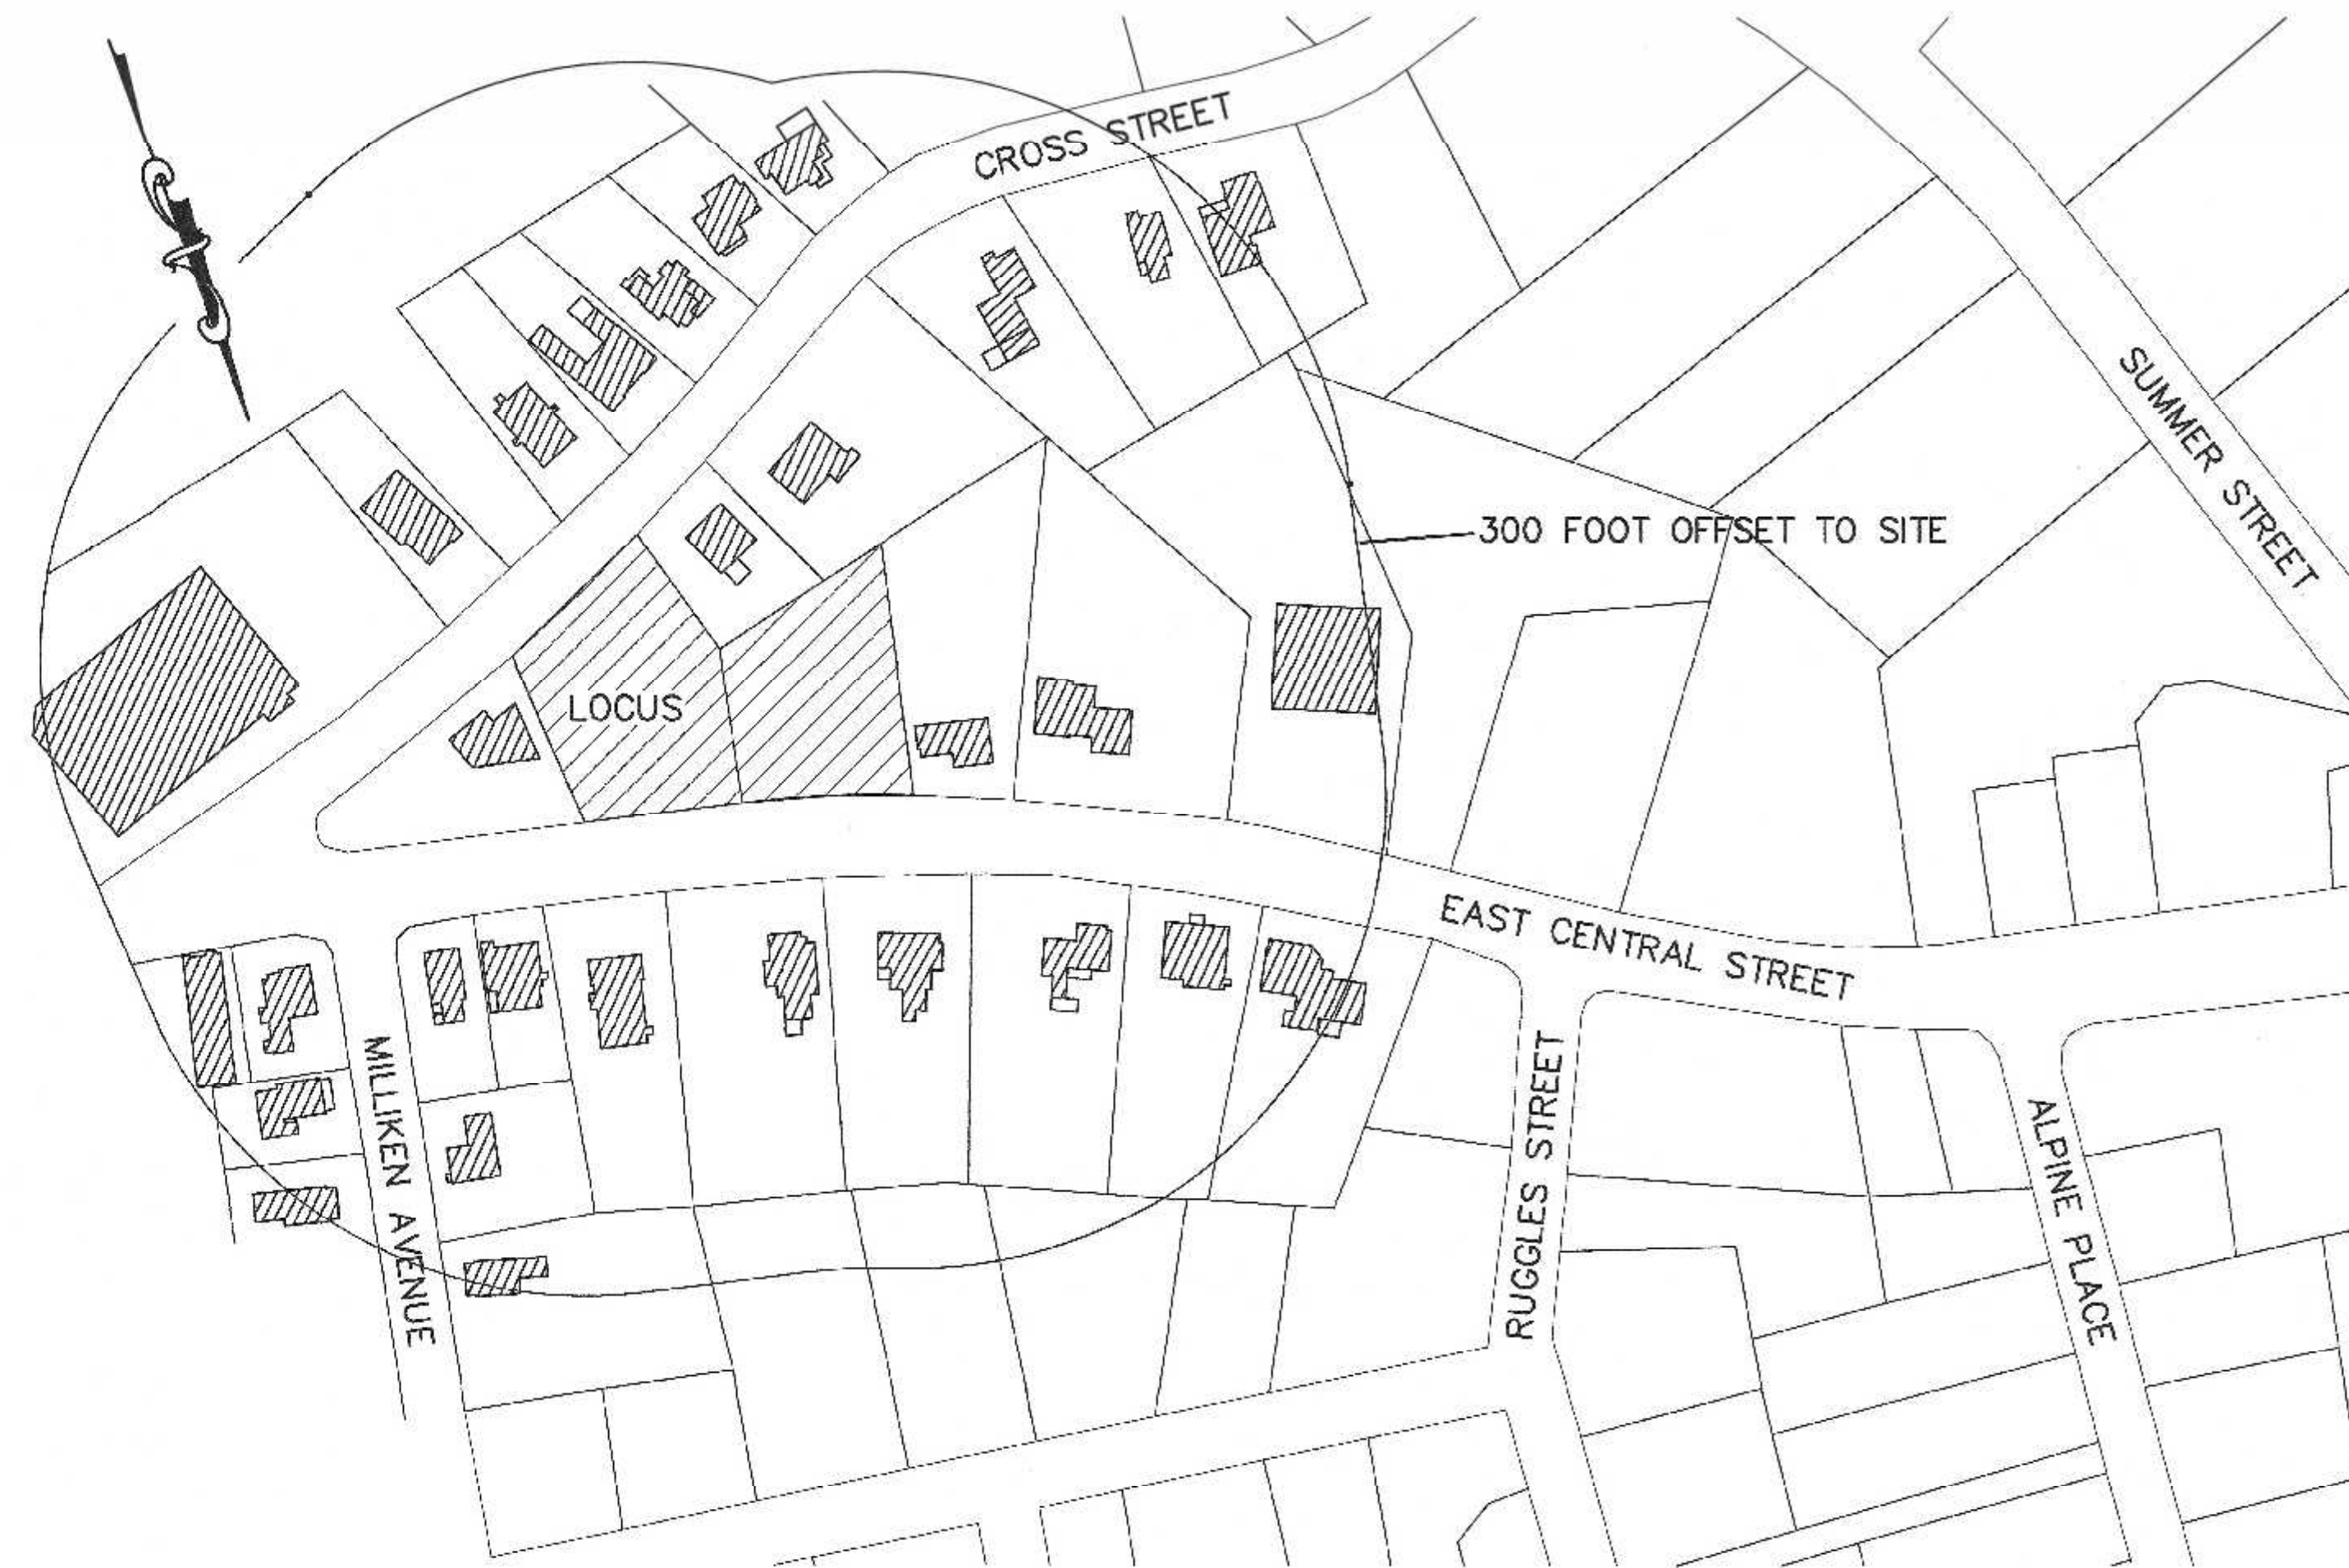 CROSS STREET
SUMMER STREET
300 FOOT OFFSET TO SITE
LOCUS
EAST CENTRAL STREET
MILLIKEN AVENUE
RUGGLES STREET
ALPINE PLACE